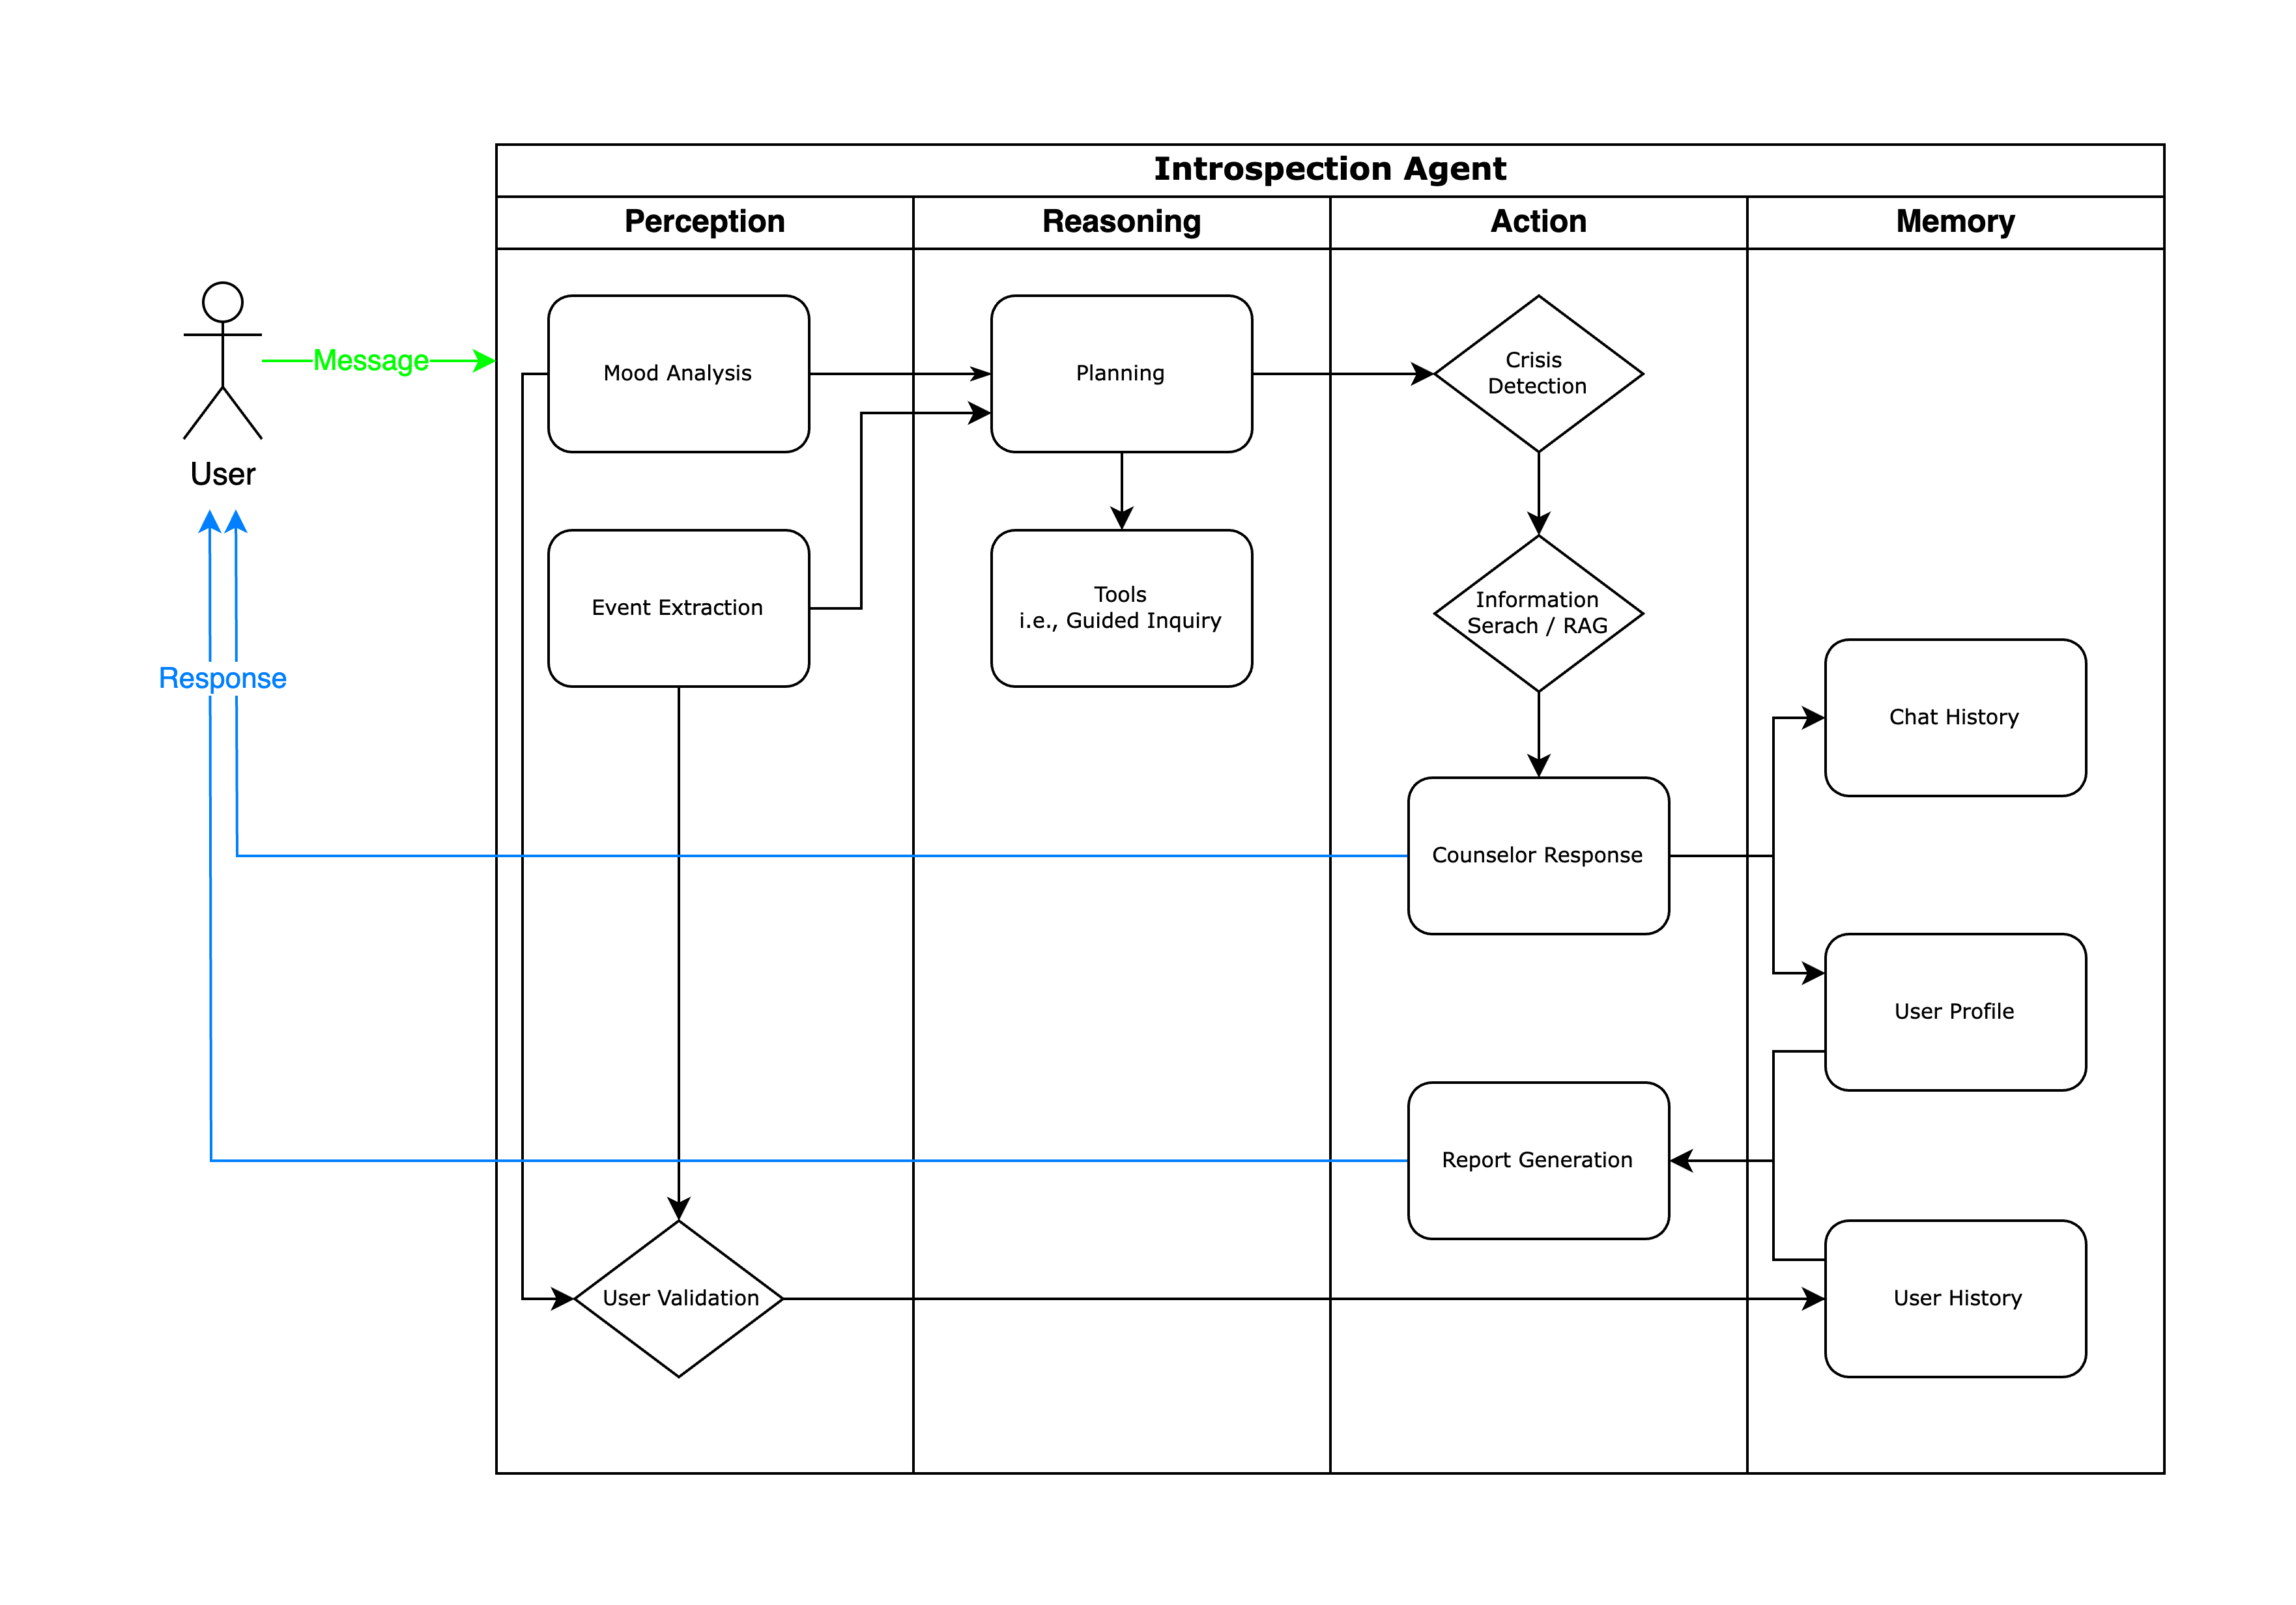 Introspection Agent
Perception
Reasoning
Action
Memory
User
Message
Response
Mood Analysis
Event Extraction
User Validation
Planning
Tools
i.e., Guided Inquiry
Crisis
Detection
Information
Serach / RAG
Counselor Response
Report Generation
Chat History
User Profile
User History